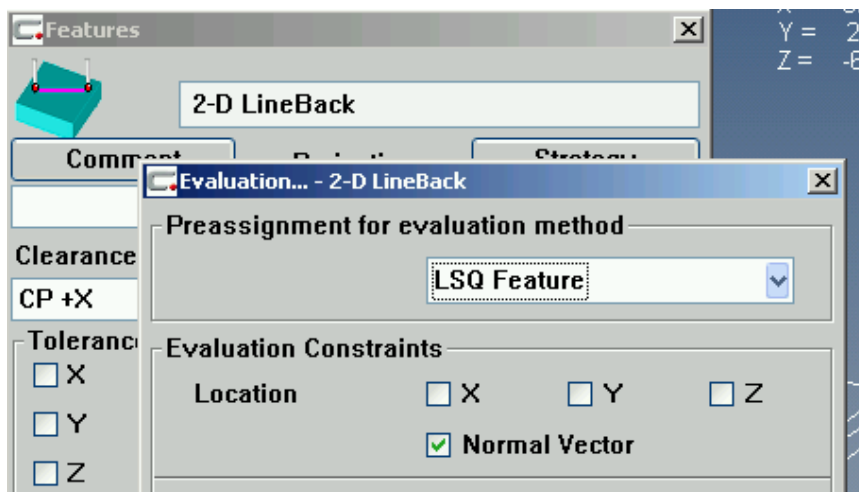 Features
Y = 2
Z = -6
2-D LineBack
Comment
Strategy
Evaluation... - 2-D LineBack
Preassignment for evaluation method
Clearance
LSQ Feature
CP +X
Tolerance
Evaluation Constraints
X
Location X Y Z
Y
Normal Vector
Z